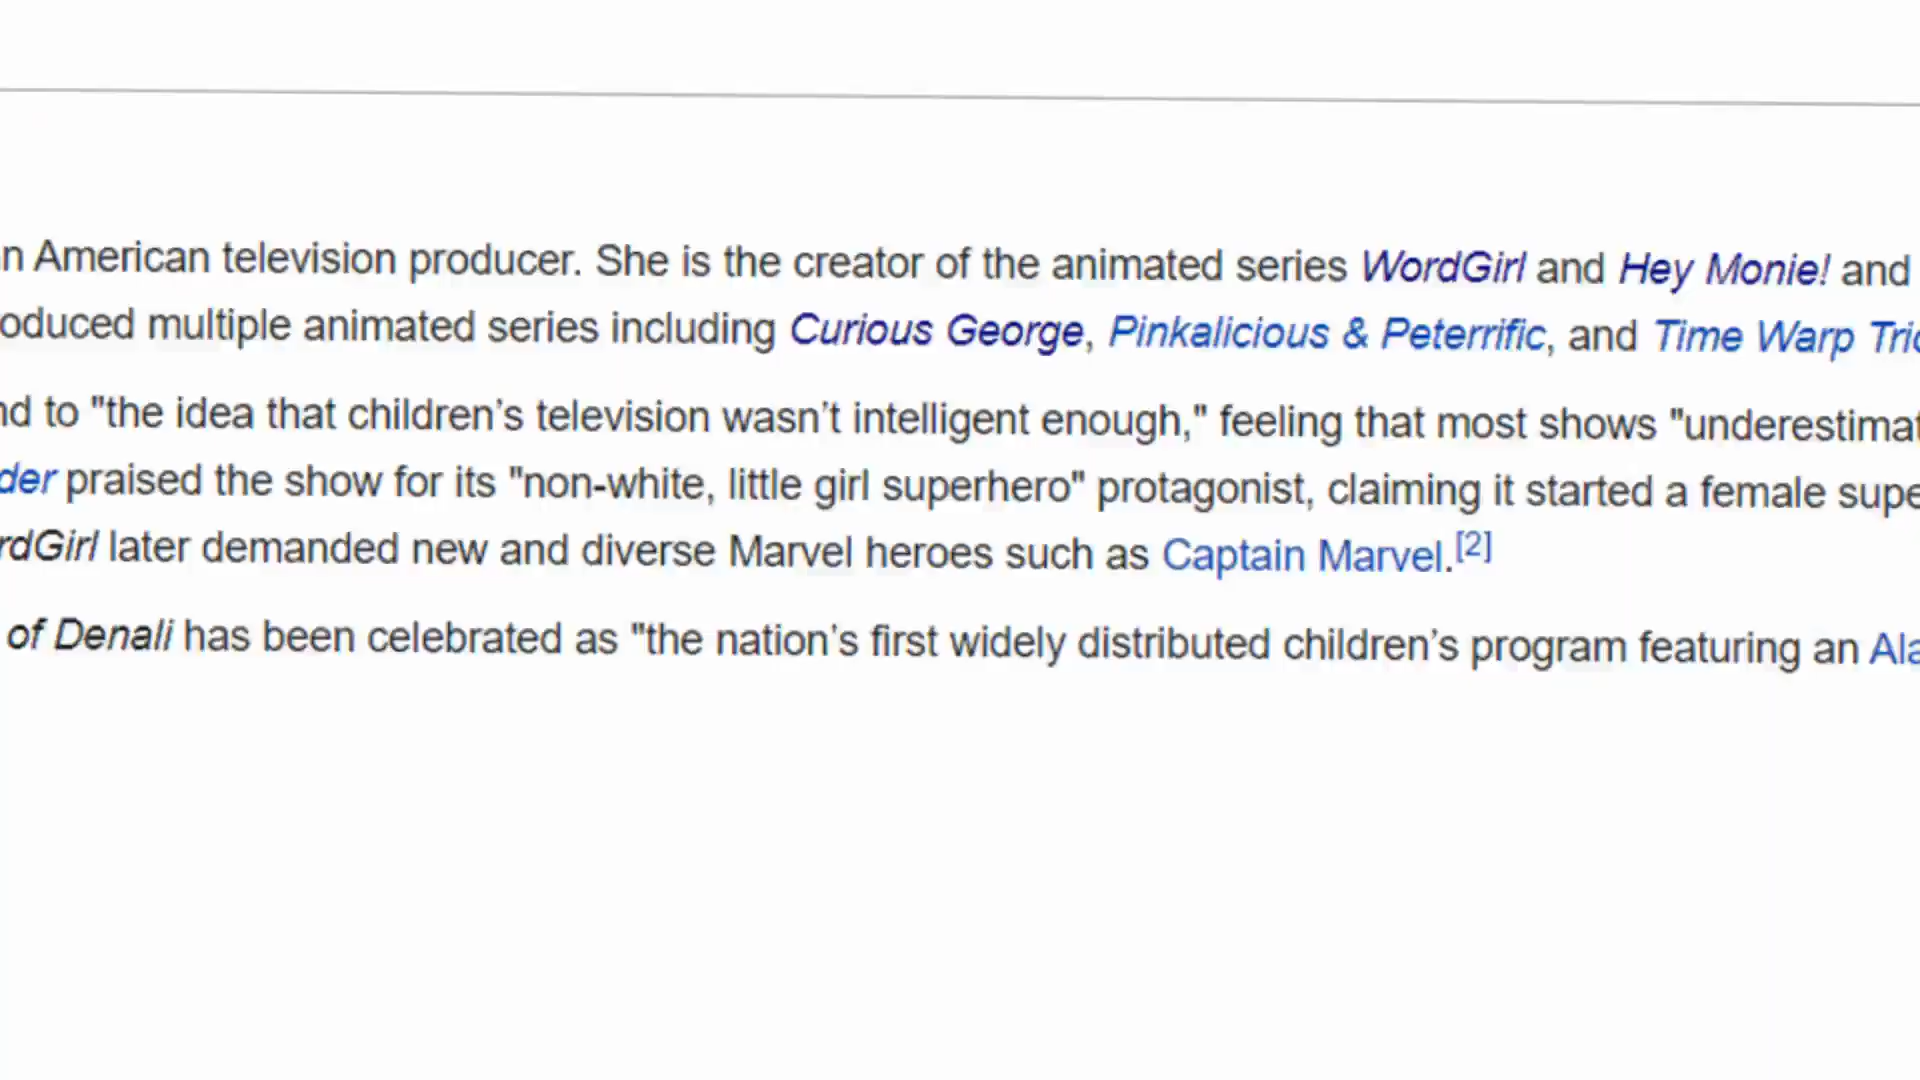 n American television producer. She is the creator of the animated series WordGirl and Hey Monie! and
oduced multiple animated series including Curious George, Pinkalicious & Peterrific, and Time Warp Tri
nd to "the idea that children's television wasn't intelligent enough," feeling that most shows "underestimat
der praised the show for its "non-white, little girl superhero" protagonist, claiming it started a female supe
rdGirl later demanded new and diverse Marvel heroes such as Captain Marvel.[2]
of Denali has been celebrated as "the nation's first widely distributed children's program featuring an Ala